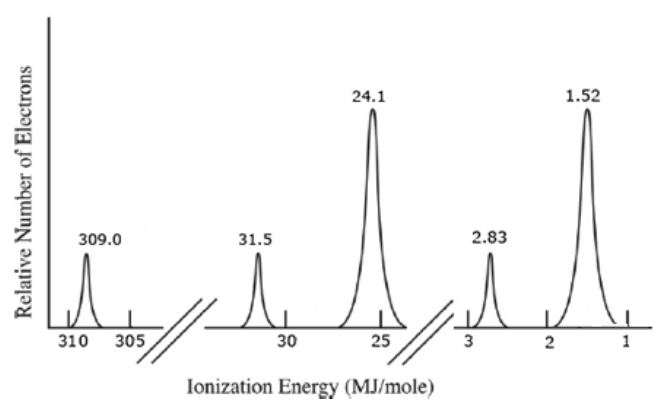 Relative Number of Electrons
24.1
1.52
309.0
31.5
2.83
310 305 30 25 3 2 1
Ionization Energy (MJ/mole)